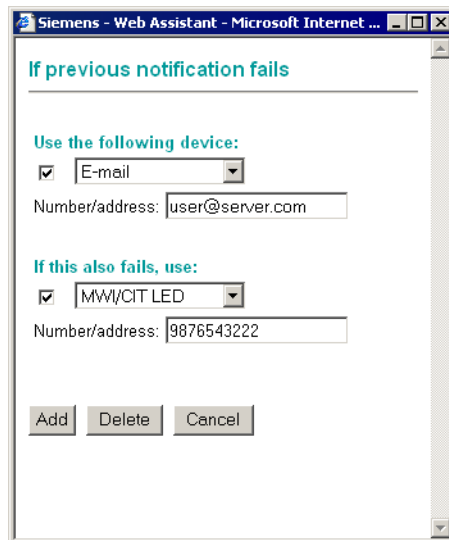 Siemens - Web Assistant - Microsoft Internet ...
If previous notification fails
Use the following device:
E-mail
Number/address: user@server.com
If this also fails, use:
MWI/CIT LED
Number/address: 9876543222
Add Delete Cancel